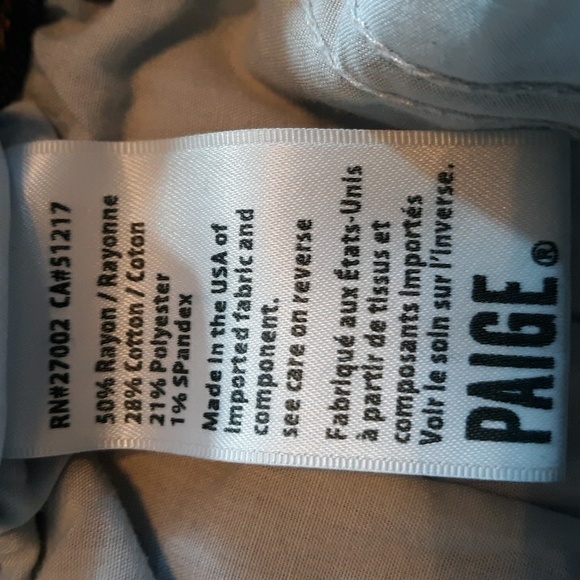 RN#27002 CA#51217
50% Rayon / Rayonne
28% Cotton / Coton
21% Polyester
1% SPandex
Made in the USA of
Imported fabric and
component.
see care on reverse
Fabriqué aux États-Unis
à partir de tissus et
composants importés
Voir le soin sur l'inverse.
PAIGE®